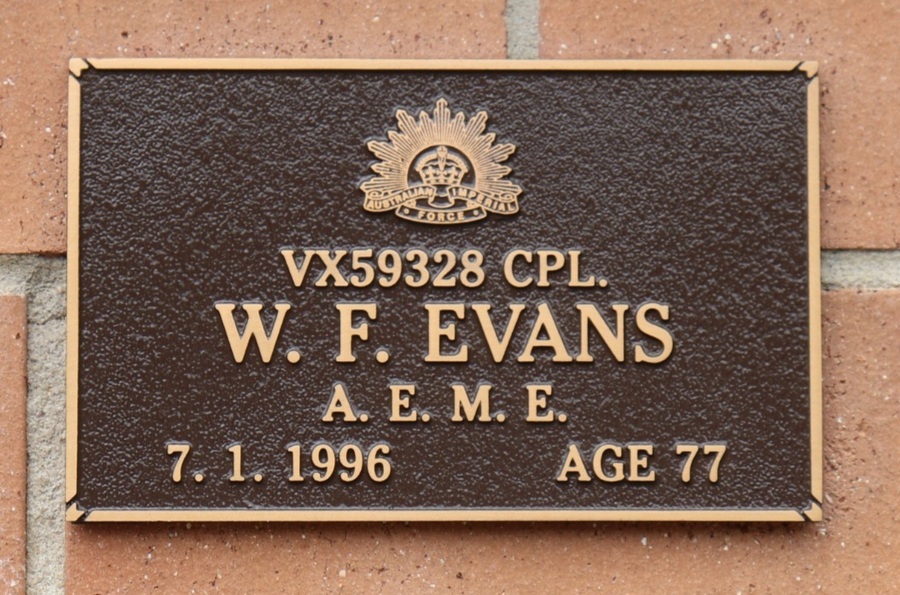 AUSTRALIAN IMPERIAL
FORCE
VX59328 CPL.
W. F. EVANS
A. E. M. E.
7. 1. 1996 AGE 77